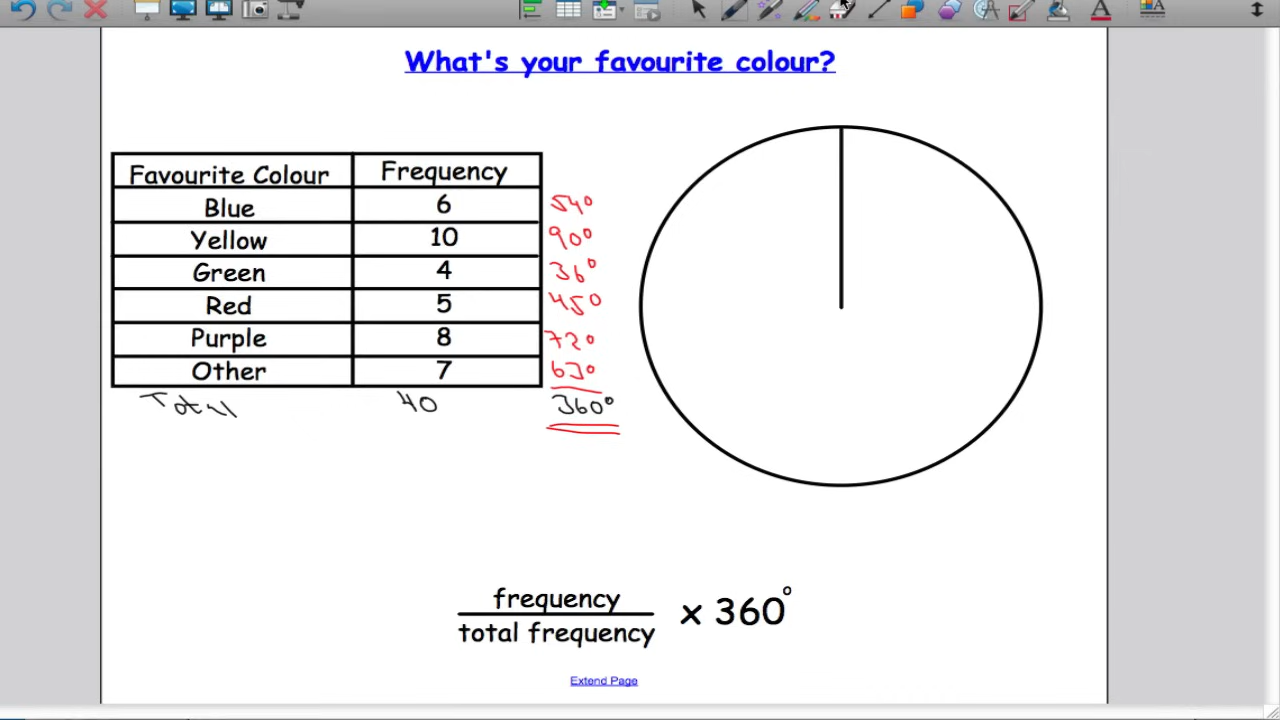 What's your favourite colour?
Favourite Colour Frequency
Blue 6 54°
Yellow 10 90°
Green 4 36°
Red 5 45°
Purple 8 72°
Other 7 63°
Total 40 360°
frequency
total frequency
x 360°
Extend Page